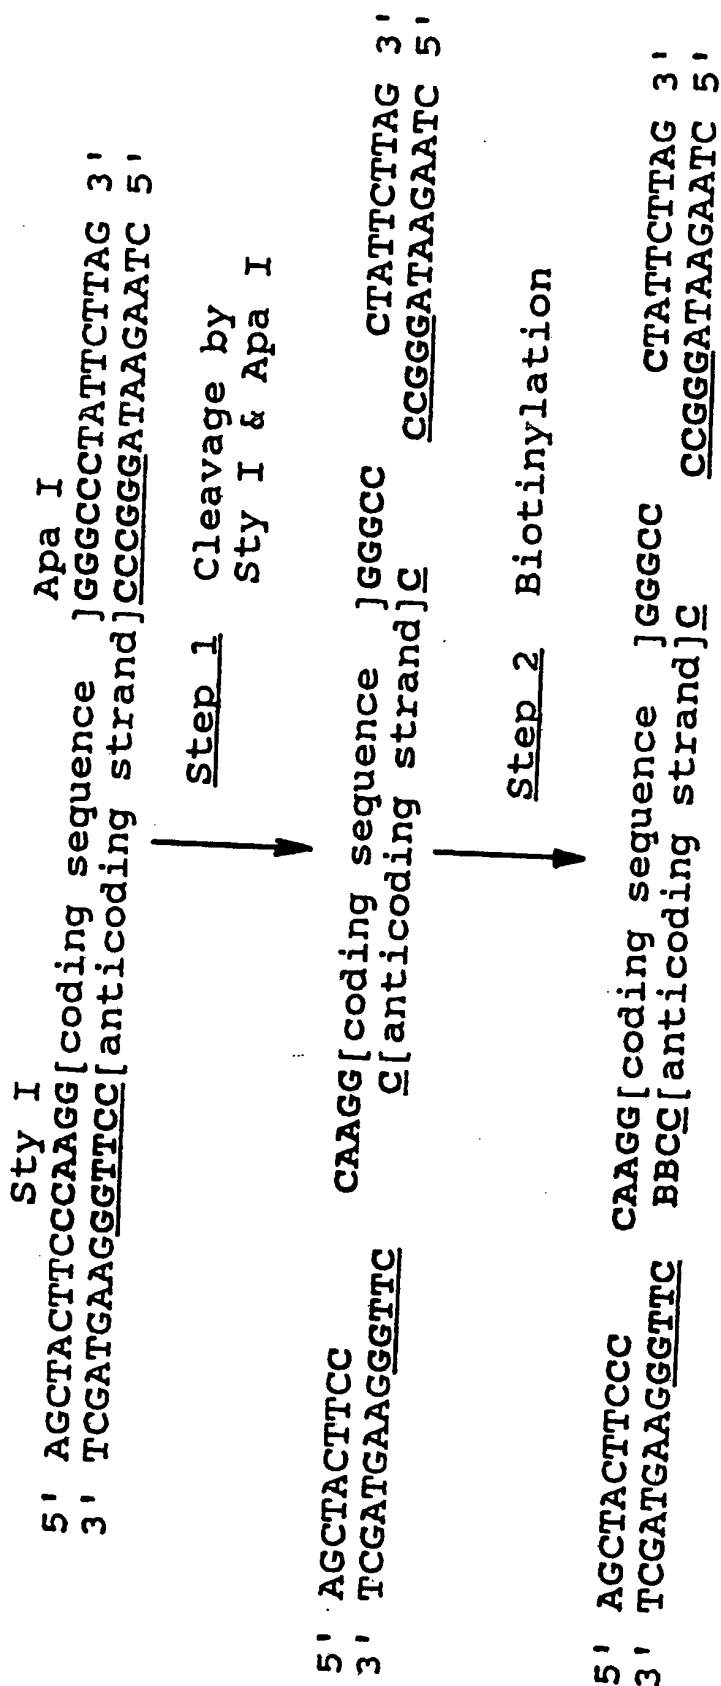 Sty I Apa I
5' AGCTACTTCCCAAGG[coding sequence ]GGGCCCTATTCTTAG 3'
3' TCGATGAAGGGTTCC[anticoding strand]CCCGGGATAAGAATC 5'
Step 1 Cleavage by
Sty I & Apa I
5' AGCTACTTCC CAAGG[coding sequence ]GGGCC CTATTCTTAG 3'
3' TCGATGAAGGGTTC C[anticoding strand]C CCGGGATAAGAATC 5'
Step 2 Biotinylation
5' AGCTACTTCCC CAAGG[coding sequence ]GGGCC CTATTCTTAG 3'
3' TCGATGAAGGGTTC BBCC[anticoding strand]C CCGGGATAAGAATC 5'